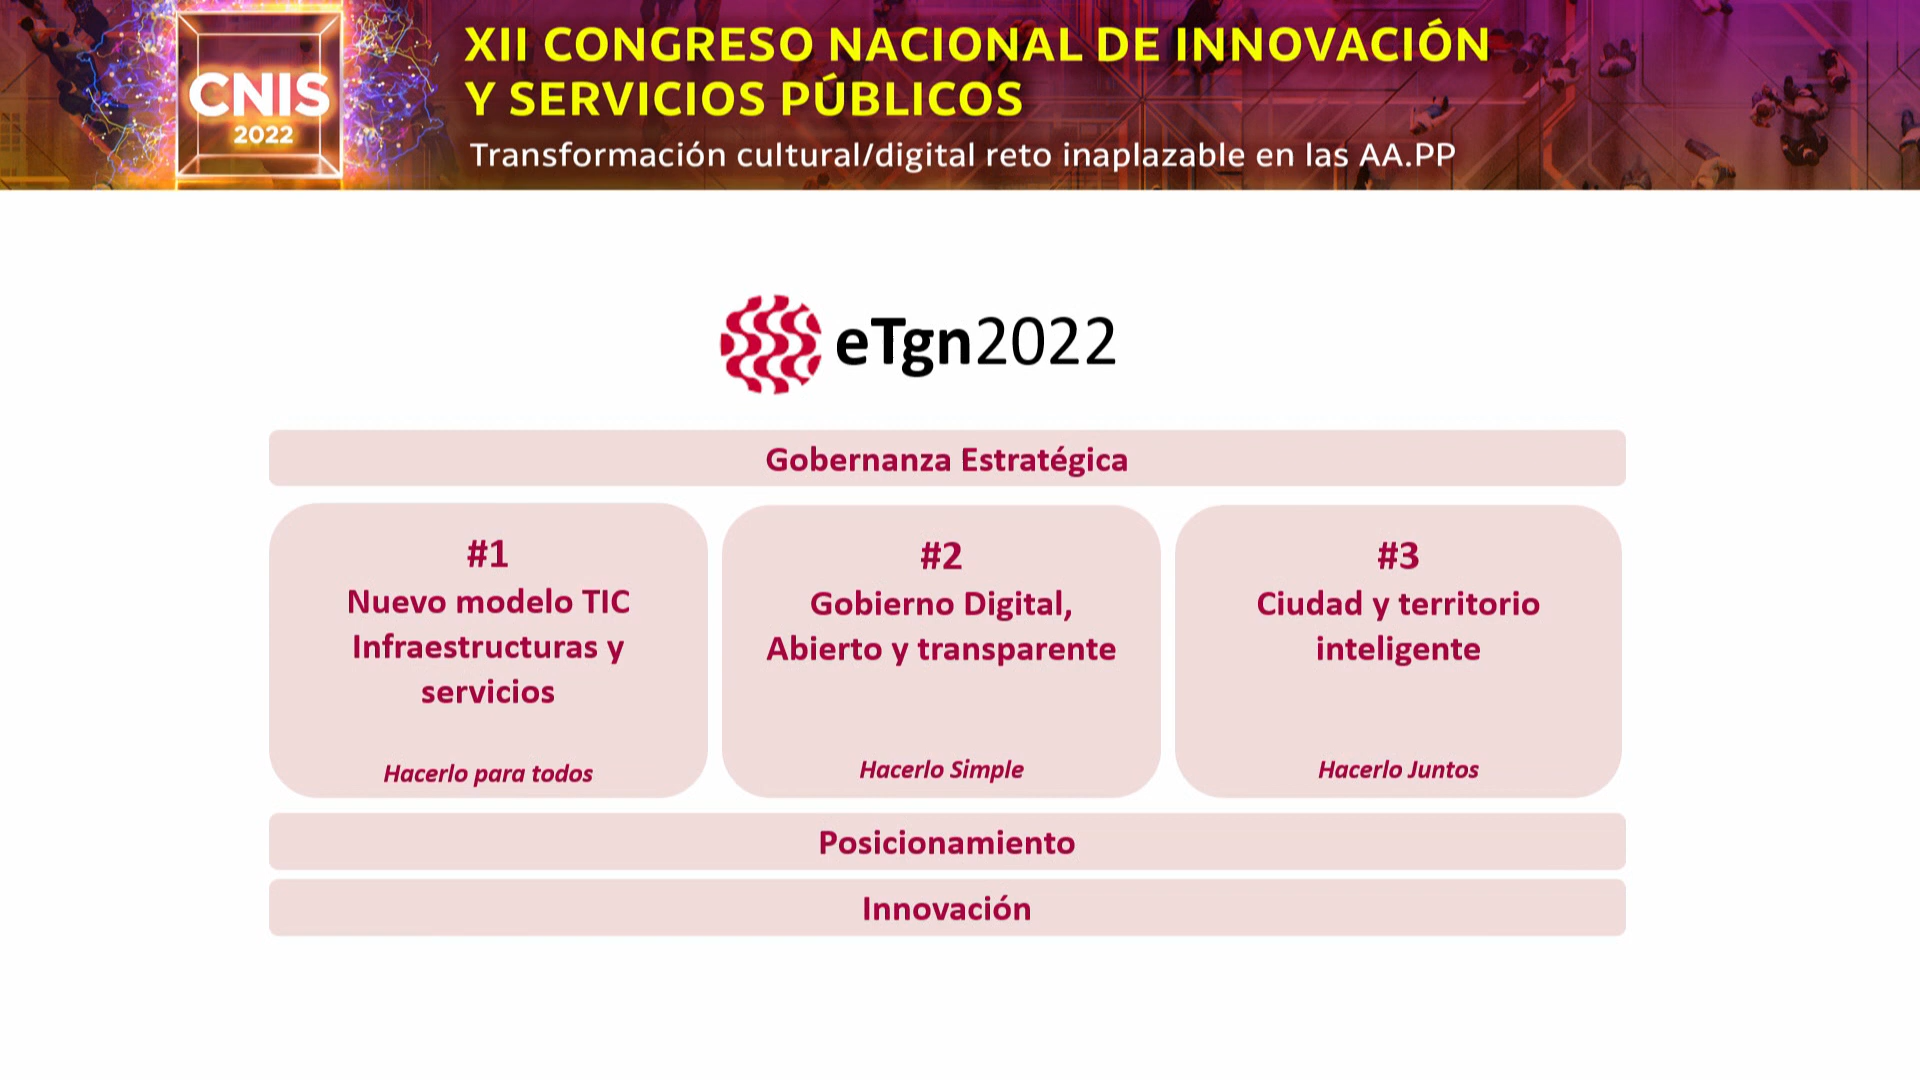 CNIS
2022
XII CONGRESO NACIONAL DE INNOVACIÓN
Y SERVICIOS PÚBLICOS
Transformación cultural/digital reto inaplazable en las AA.PP
eTgn2022
Gobernanza Estratégica
#1
Nuevo modelo TIC
Infraestructuras y
servicios
Hacerlo para todos
#2
Gobierno Digital,
Abierto y transparente
Hacerlo Simple
#3
Ciudad y territorio
inteligente
Hacerlo Juntos
Posicionamiento
Innovación